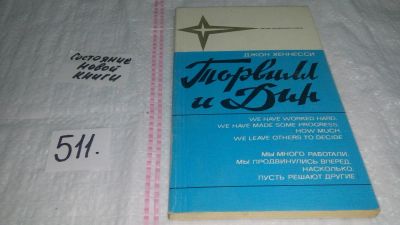 СОСТОЯНИЕ
НОВОЙ
КНИГИ
511.
ДЖОН ХЕННЕССИ
Торвилл
и Дин
WE HAVE WORKED HARD.
WE HAVE MADE SOME PROGRESS.
HOW MUCH,
WE LEAVE OTHERS TO DECIDE
МЫ МНОГО РАБОТАЛИ.
МЫ ПРОДВИНУЛИСЬ ВПЕРЕД.
НАСКОЛЬКО,
ПУСТЬ РЕШАЮТ ДРУГИЕ